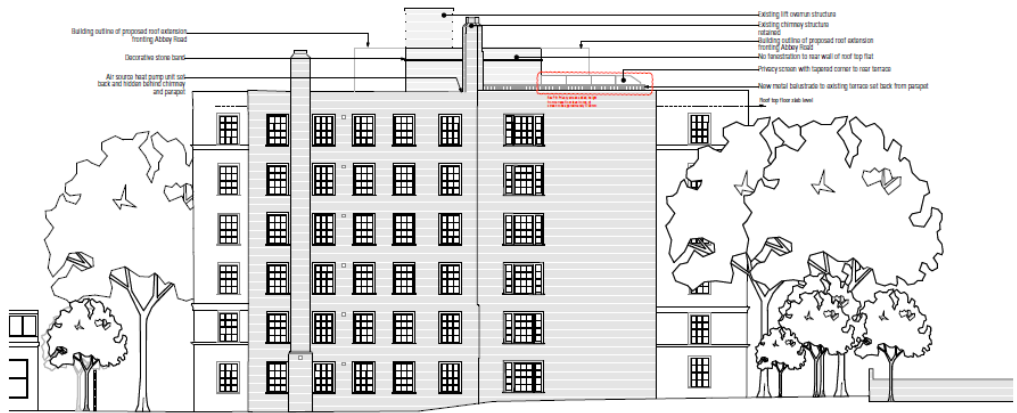 Existing lift overrun structure
Existing chimney structure
retained
Building outline of proposed roof extension
fronting Abbey Road
No fenestration to rear wall of roof top flat
Privacy screen with tapered corner to rear terrace
New metal balustrade to existing terrace set back from parapet
Roof top Floor slab level
Building outline of proposed roof extension
fronting Abbey Road
Decorative stone band
Air source heat pump unit set
back and hidden behind chimney
and parapet